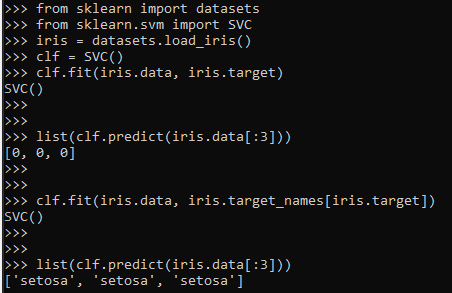 >>> from sklearn import datasets
>>> from sklearn.svm import SVC
>>> iris = datasets.load_iris()
>>> clf = SVC()
>>> clf.fit(iris.data, iris.target)
SVC()
>>>
>>>
>>> list(clf.predict(iris.data[:3]))
[0, 0, 0]
>>>
>>>
>>> clf.fit(iris.data, iris.target_names[iris.target])
SVC()
>>>
>>>
>>> list(clf.predict(iris.data[:3]))
['setosa', 'setosa', 'setosa']